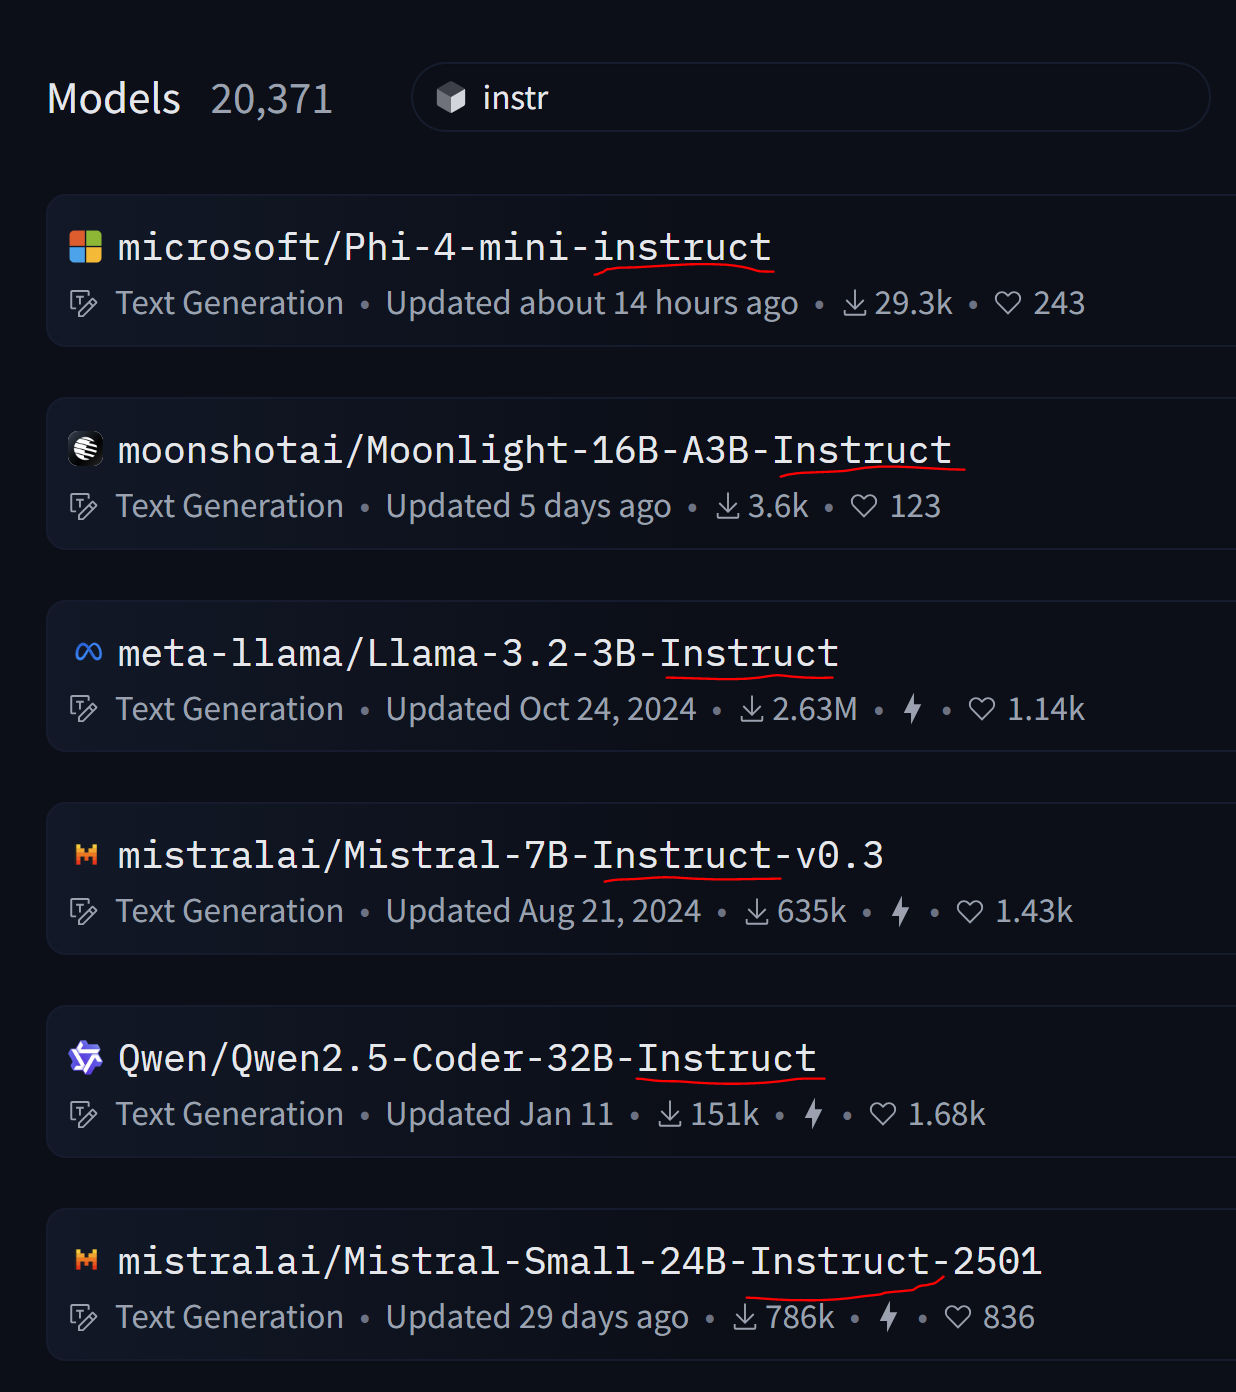 Models 20,371 instr
microsoft/Phi-4-mini-instruct
Text Generation • Updated about 14 hours ago • 29.3k • 243
moonshotai/Moonlight-16B-A3B-Instruct
Text Generation • Updated 5 days ago • 3.6k • 123
meta-llama/Llama-3.2-3B-Instruct
Text Generation • Updated Oct 24, 2024 • 2.63M • • 1.14k
mistralai/Mistral-7B-Instruct-v0.3
Text Generation • Updated Aug 21, 2024 • 635k • • 1.43k
Qwen/Qwen2.5-Coder-32B-Instruct
Text Generation • Updated Jan 11 • 151k • • 1.68k
mistralai/Mistral-Small-24B-Instruct-2501
Text Generation • Updated 29 days ago • 786k • • 836